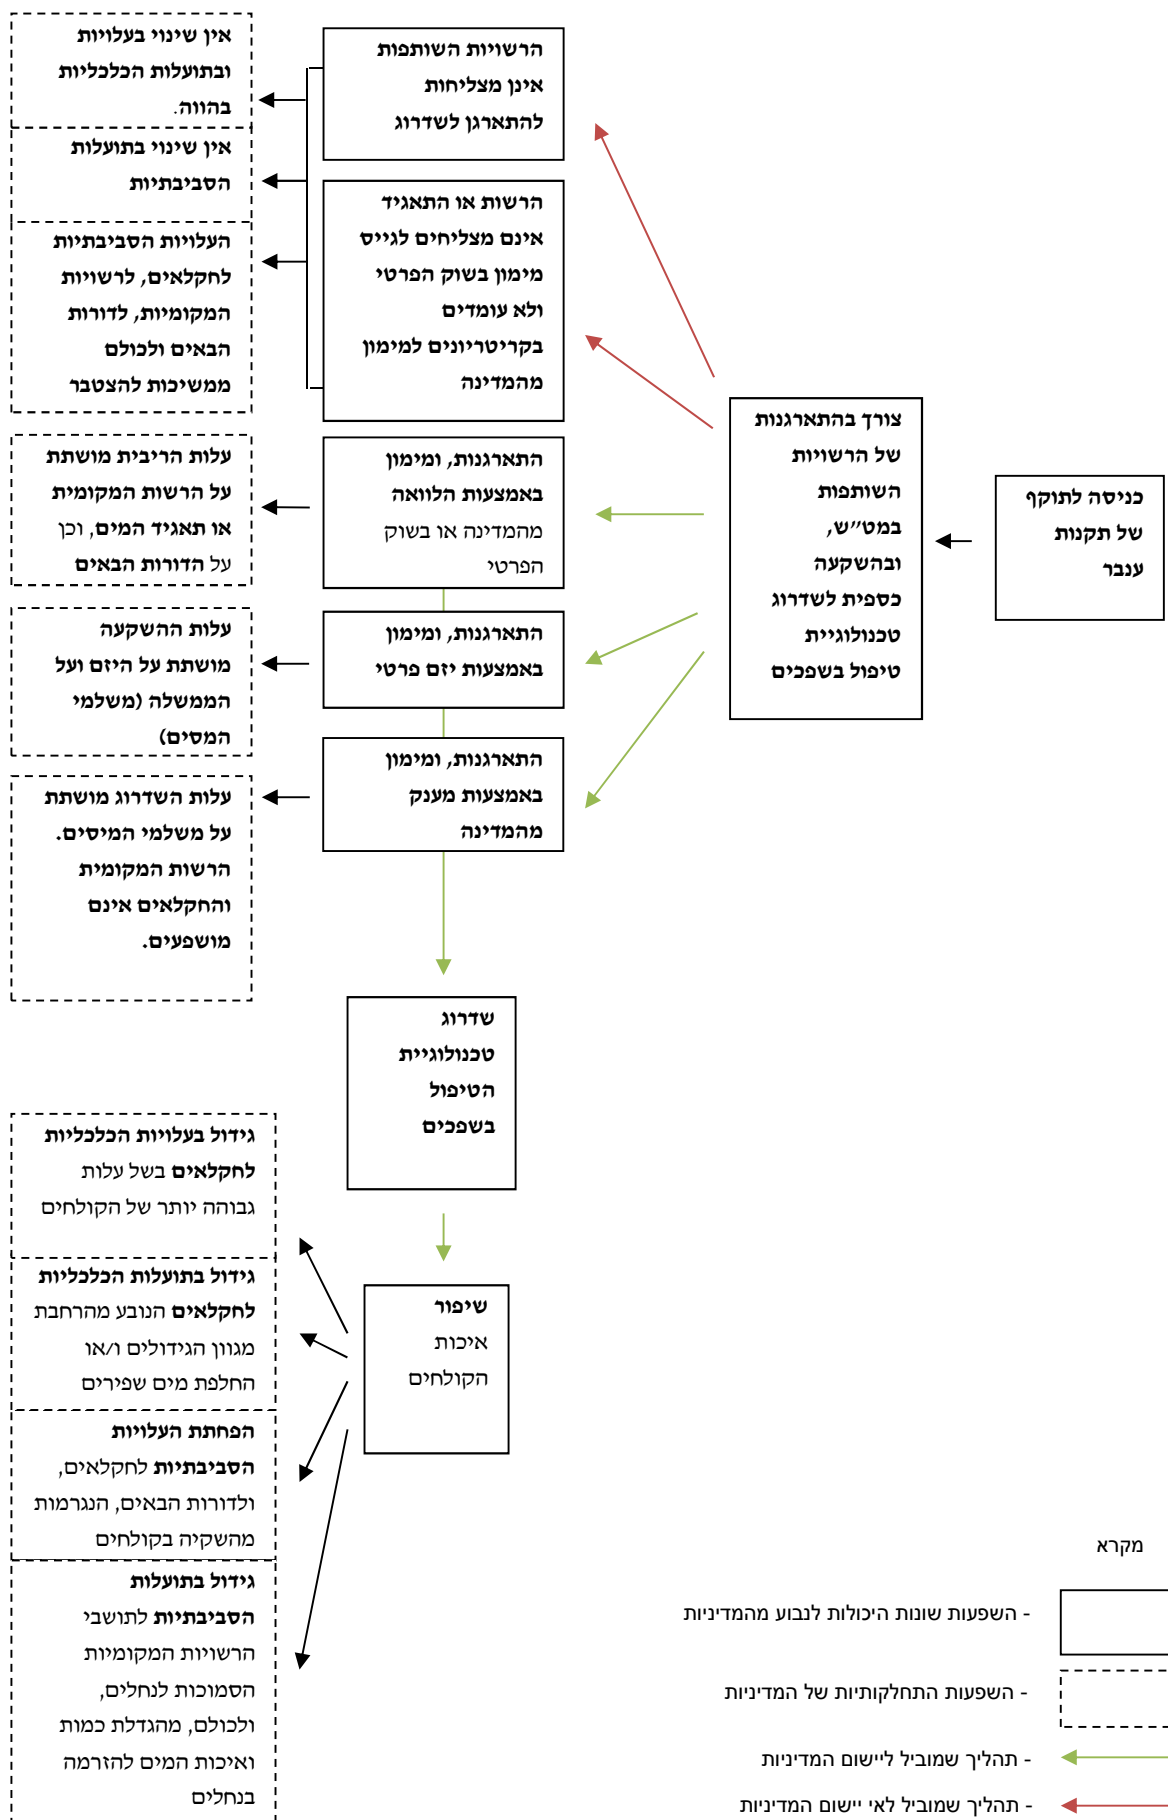 כניסה לתוקף
של תקנות
ענבר
צורך בהתארגנות
של הרשויות
השותפות
במט״ש,
ובהשקעה
כספית לשדרוג
טכנולוגיית
טיפול בשפכים
הרשויות השותפות
אינן מצליחות
להתארגן לשדרוג
הרשות או התאגיד
אינם מצליחים לגייס
מימון בשוק הפרטי
ולא עומדים
בקריטריונים למימון
מהמדינה
התארגנות, ומימון
באמצעות הלוואה
מהמדינה או בשוק
הפרטי
התארגנות, ומימון
באמצעות יזם פרטי
התארגנות, ומימון
באמצעות מענק
מהמדינה
אין שינוי בעלויות
ובתועלות הכלכליות
בהווה.
אין שינוי בתועלות
הסביבתיות
העלויות הסביבתיות
לחקלאים, לרשויות
המקומיות, לדורות
הבאים ולכולם
ממשיכות להצטבר
עלות הריבית מושתת
על הרשות המקומית
או תאגיד המים, וכן
על הדורות הבאים
עלות ההשקעה
מושתת על היזם ועל
הממשלה (משלמי
המסים)
עלות השדרוג מושתת
על משלמי המיסים.
הרשות המקומית
והחקלאים אינם
מושפעים.
שדרוג
טכנולוגיית
הטיפול
בשפכים
שיפור
איכות
הקולחים
גידול בעלויות הכלכליות
לחקלאים בשל עלות
גבוהה יותר של הקולחים
גידול בתועלות הכלכליות
לחקלאים הנובע מהרחבת
מגוון הגידולים ו/או
החלפת מים שפירים
הפחתת העלויות
הסביבתיות לחקלאים,
ולדורות הבאים, הנגרמות
מהשקיה בקולחים
גידול בתועלות
הסביבתיות לתושבי
הרשויות המקומיות
הסמוכות לנחלים,
ולכולם, מהגדלת כמות
ואיכות המים להזרמה
בנחלים
מקרא
- השפעות שונות היכולות לנבוע מהמדיניות
- השפעות התחלקותיות של המדיניות
- תהליך שמוביל ליישום המדיניות
- תהליך שמוביל לאי יישום המדיניות